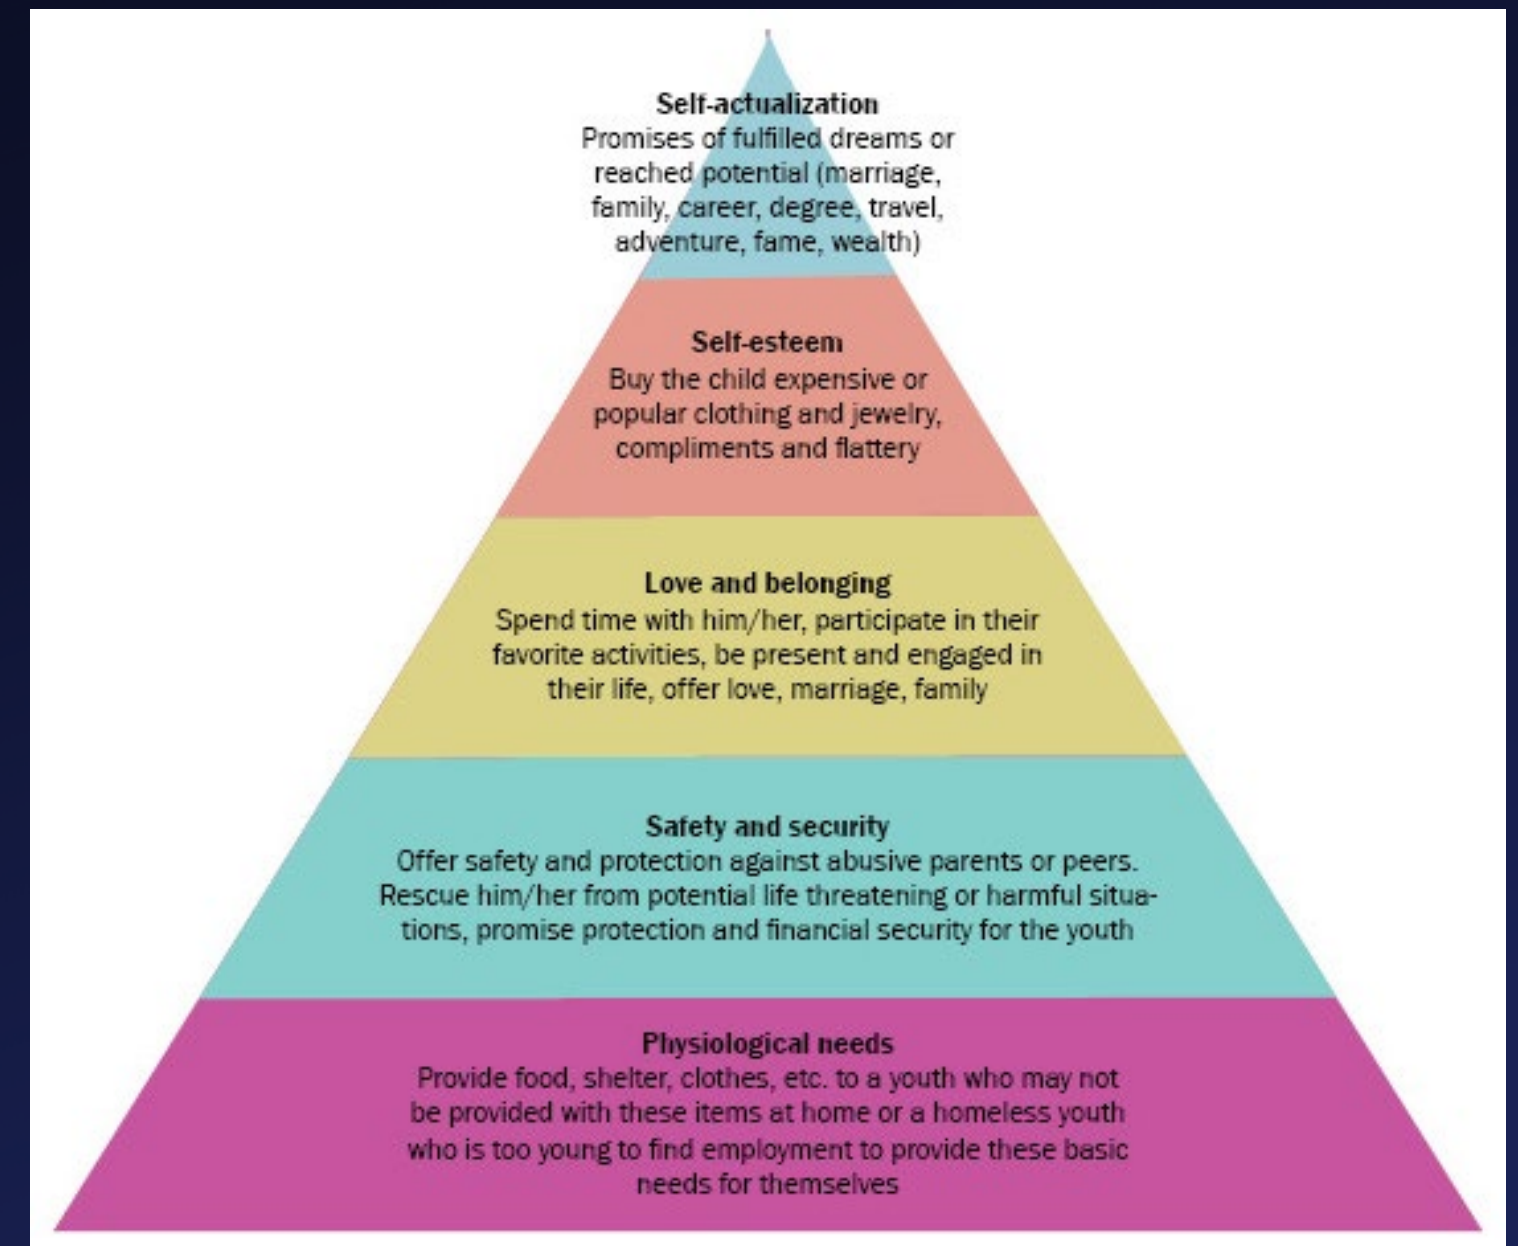 Self-actualization
Promises of fulfilled dreams or
reached potential (marriage,
family, career, degree, travel,
adventure, fame, wealth)
Self-esteem
Buy the child expensive or
popular clothing and jewelry,
compliments and flattery
Love and belonging
Spend time with him/her, participate in their
favorite activities, be present and engaged in
their life, offer love, marriage, family
Safety and security
Offer safety and protection against abusive parents or peers.
Rescue him/her from potential life threatening or harmful situa-
tions, promise protection and financial security for the youth
Physiological needs
Provide food, shelter, clothes, etc. to a youth who may not
be provided with these items at home or a homeless youth
who is too young to find employment to provide these basic
needs for themselves